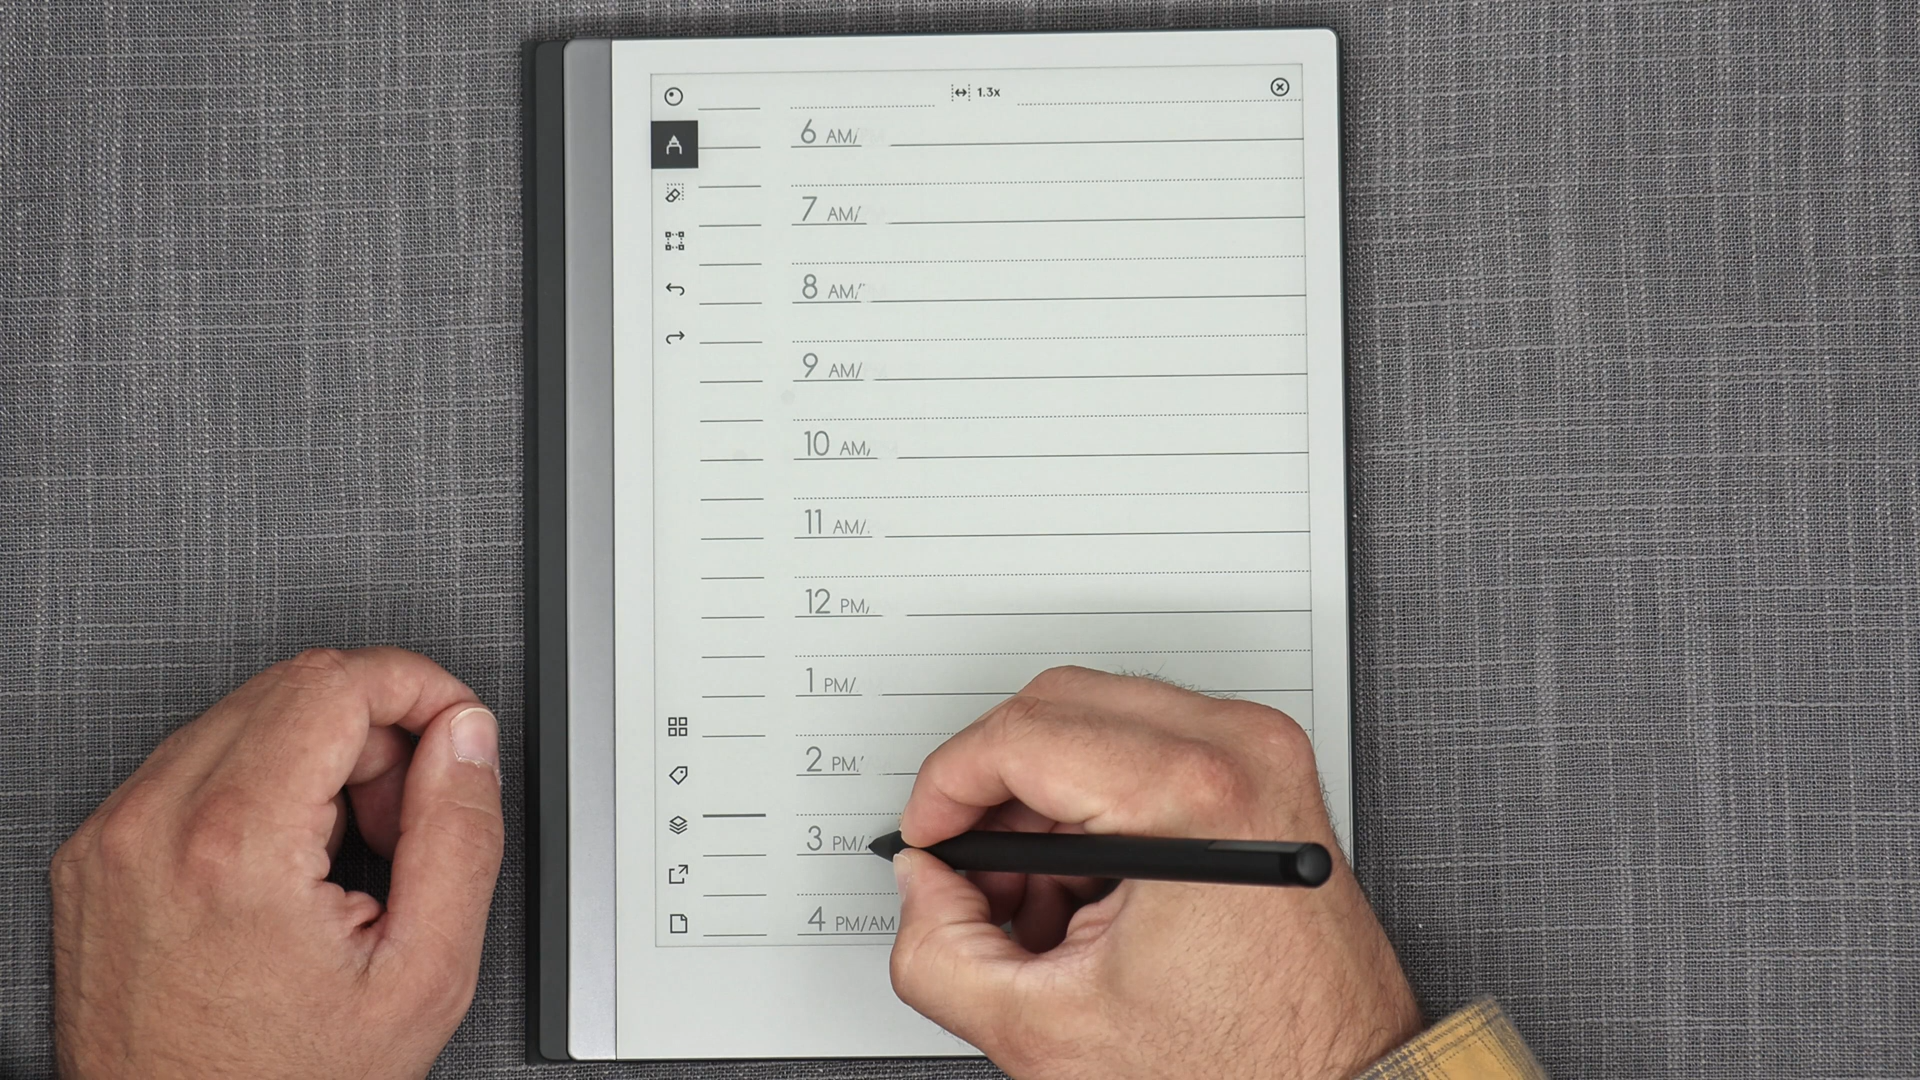 1.3x
6 AM/
7 AM/
8 AM/
9 AM/
10 AM/
11 AM/
12 PM/
1 PM/
2 PM/
3 PM/
4 PM/AM